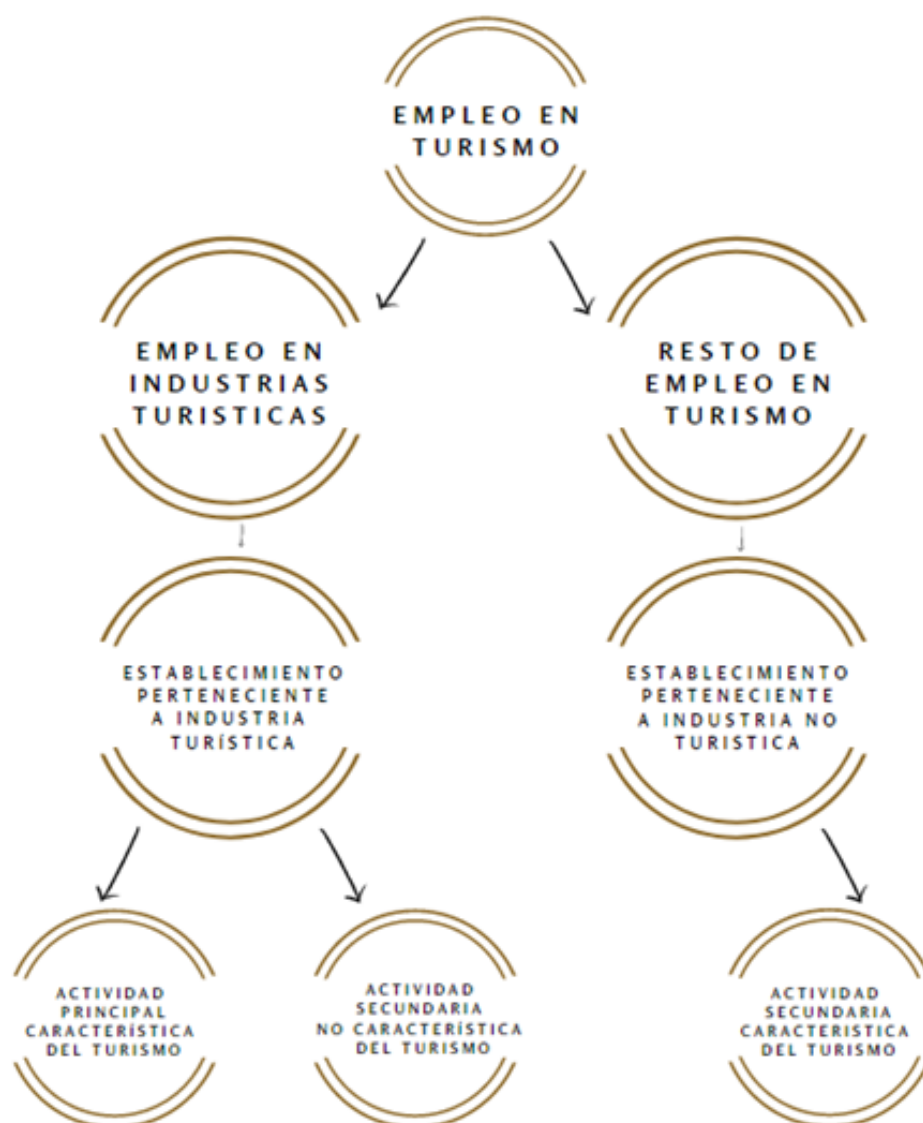 EMPLEO EN
TURISMO
EMPLEO EN
INDUSTRIAS
TURISTICAS
RESTO DE
EMPLEO EN
TURISMO
ESTABLECIMIENTO
PERTENECIENTE
A INDUSTRIA
TURÍSTICA
ESTABLECIMIENTO
PERTENECIENTE
A INDUSTRIA NO
TURISTICA
ACTIVIDAD
PRINCIPAL
CARACTERÍSTICA
DEL TURISMO
ACTIVIDAD
SECUNDARIA
NO CARACTERÍSTICA
DEL TURISMO
ACTIVIDAD
SECUNDARIA
CARACTERISTICA
DEL TURISMO